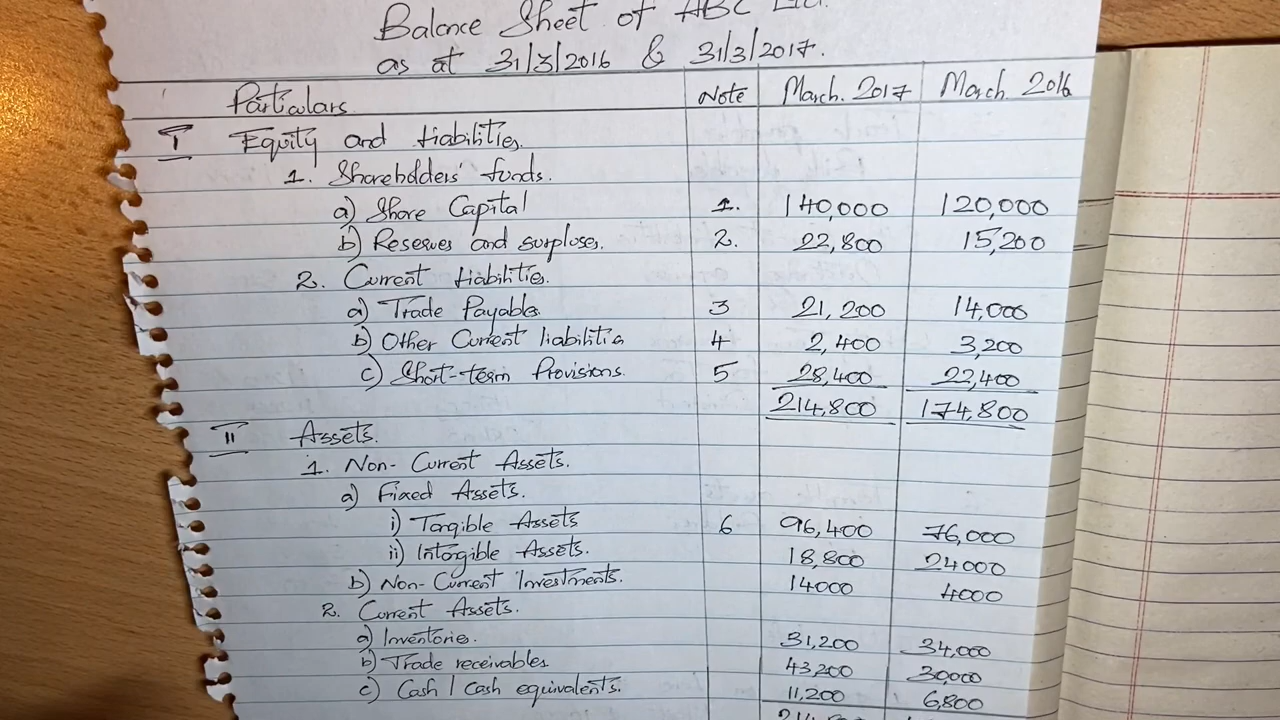 Balance Sheet of ABC Ltd.
as at 31/3/2016 & 31/3/2017.
Particulars Note March. 2017 March 2016
I Equity and Liabilities.
1. Shareholders' funds.
a) Share Capital 1. 140,000 120,000
b) Reserves and surpluses. 2. 22,800 15,200
2. Current Liabilities.
a) Trade Payables 3 21,200 14,000
b) Other Current liabilities 4 2,400 3,200
c) Short-term Provisions. 5 28,400 22,400
214,800 174,800
II Assets.
1. Non-Current Assets.
a) Fixed Assets.
i) Tangible Assets 6 96,400 76,000
ii) Intangible Assets. 18,800 24000
b) Non-Current Investments. 14000 4000
2. Current Assets.
a) Inventories. 31,200 34,000
b) Trade receivables 43,200 30000
c) Cash / Cash equivalents. 11,200 6,800